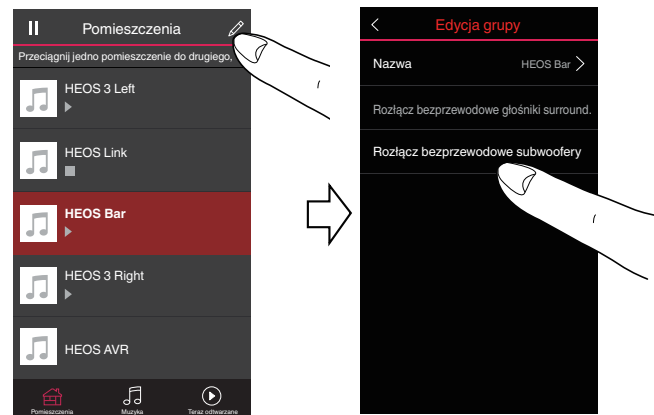 Pomieszczenia
Przeciągnij jedno pomieszczenie do drugiego,
HEOS 3 Left
HEOS Link
HEOS Bar
HEOS 3 Right
HEOS AVR
Pomieszczenia
Muzyka
Teraz odtwarzane
Edycja grupy
Nazwa
HEOS Bar
Rozłącz bezprzewodowe głośniki surround.
Rozłącz bezprzewodowe subwoofery